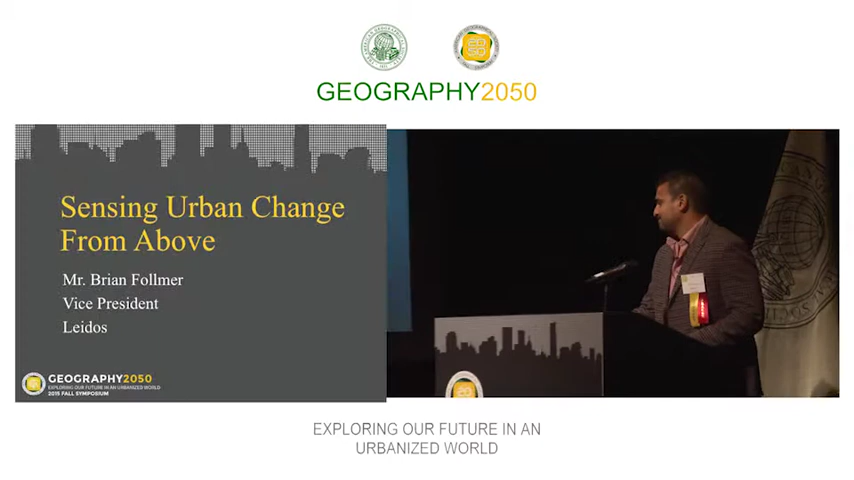 GEOGRAPHY2050
Sensing Urban Change
From Above
Mr. Brian Follmer
Vice President
Leidos
GEOGRAPHY2050
EXPLORING OUR FUTURE IN AN URBANIZED WORLD
2015 FALL SYMPOSIUM
EXPLORING OUR FUTURE IN AN
URBANIZED WORLD